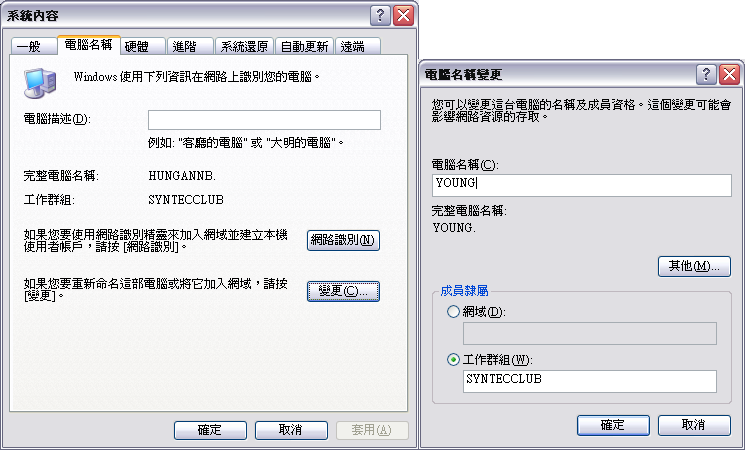 系統內容
一般
電腦名稱
硬體
進階
系統還原
自動更新
遠端
Windows 使用下列資訊在網路上識別您的電腦。
電腦描述(D):
例如: "客廳的電腦" 或 "大明的電腦"。
完整電腦名稱:
HUNGANNB.
工作群組:
SYNTECCLUB
如果您要使用網路識別精靈來加入網域並建立本機
使用者帳戶，請按 [網路識別]。
網路識別(N)
如果您要重新命名這部電腦或將它加入網域，請按
[變更]。
變更(C)...
確定
取消
套用(A)
電腦名稱變更
您可以變更這台電腦的名稱及成員資格。這個變更可能會
影響網路資源的存取。
電腦名稱(C):
YOUNG
完整電腦名稱:
YOUNG.
其他(M)...
成員隸屬
網域(D):
工作群組(W):
SYNTECCLUB
確定
取消